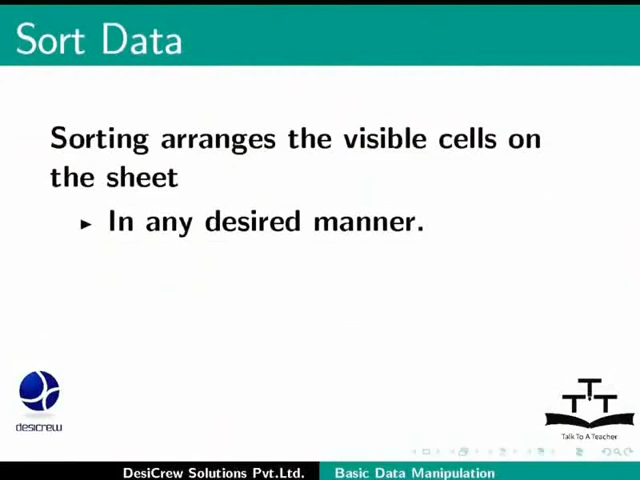 Sort Data
Sorting arranges the visible cells on
the sheet
► In any desired manner.
desicrew
TTT
Talk To A Teacher
DesiCrew Solutions Pvt.Ltd. Basic Data Manipulation